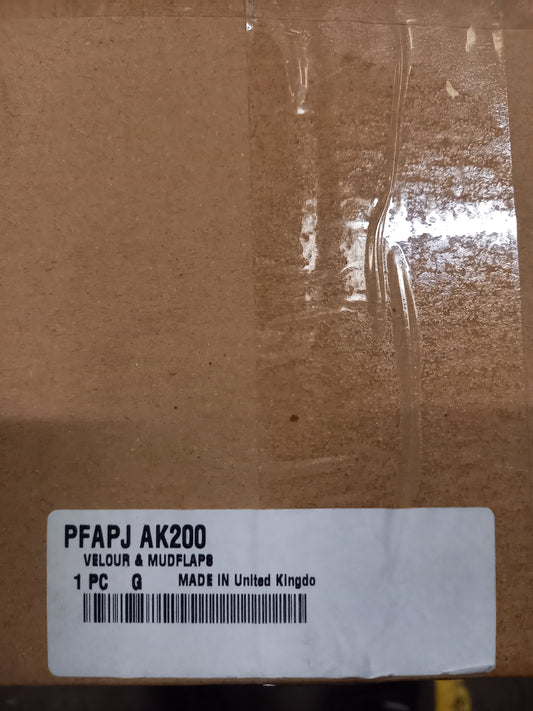 PFAPJ AK200
VELOUR & MUDFLAPS
1 PC G MADE IN United Kingdo